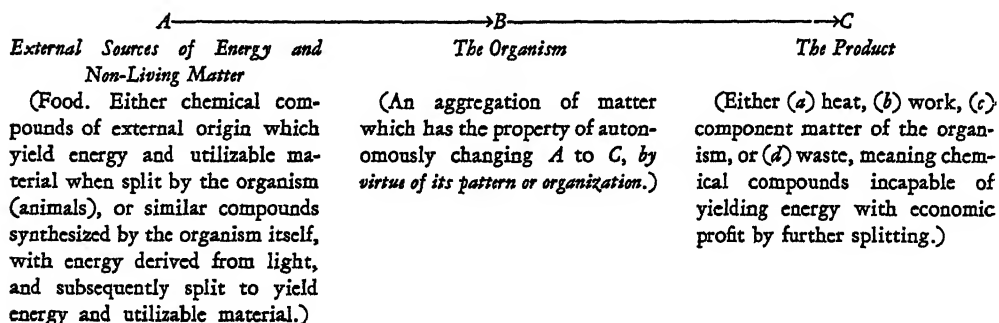 A B C
External Sources of Energy and
Non-Living Matter
The Organism
The Product
(Food. Either chemical com-
pounds of external origin which
yield energy and utilizable ma-
terial when split by the organism
(animals), or similar compounds
synthesized by the organism itself,
with energy derived from light,
and subsequently split to yield
energy and utilizable material.)
(An aggregation of matter
which has the property of auton-
omously changing A to C, by
virtue of its pattern or organization.)
(Either (a) heat, (b) work, (c)
component matter of the organ-
ism, or (d) waste, meaning chem-
ical compounds incapable of
yielding energy with economic
profit by further splitting.)